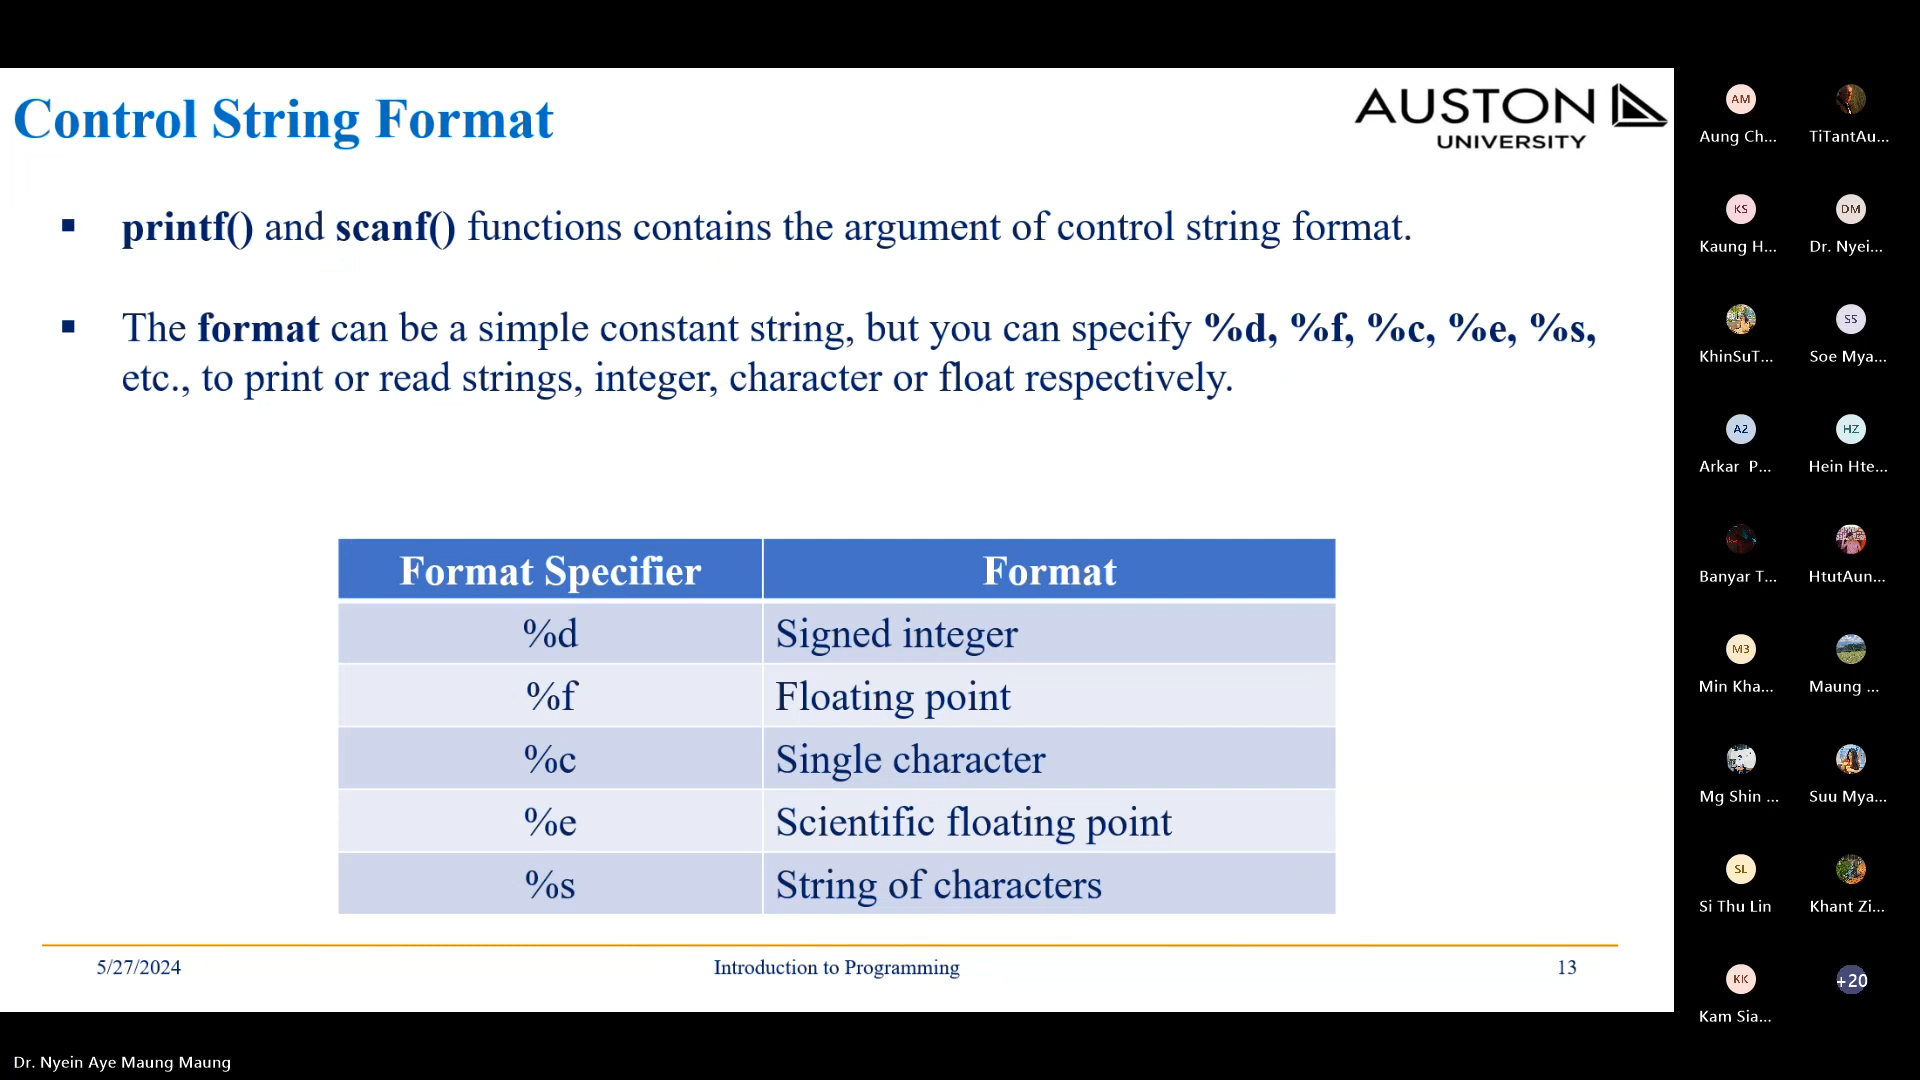 Control String Format
AUSTON
UNIVERSITY
▪ printf() and scanf() functions contains the argument of control string format.
▪ The format can be a simple constant string, but you can specify %d, %f, %c, %e, %s,
etc., to print or read strings, integer, character or float respectively.
Format Specifier Format
%d Signed integer
%f Floating point
%c Single character
%e Scientific floating point
%s String of characters
5/27/2024 Introduction to Programming 13
AM
Aung Ch... TiTantAu...
KS DM
Kaung H... Dr. Nyei...
SS
KhinSuT... Soe Mya...
A2 HZ
Arkar P... Hein Hte...
Banyar T... HtutAun...
M3
Min Kha... Maung ...
Mg Shin ... Suu Mya...
SL
Si Thu Lin Khant Zi...
KK +20
Kam Sia...
Dr. Nyein Aye Maung Maung